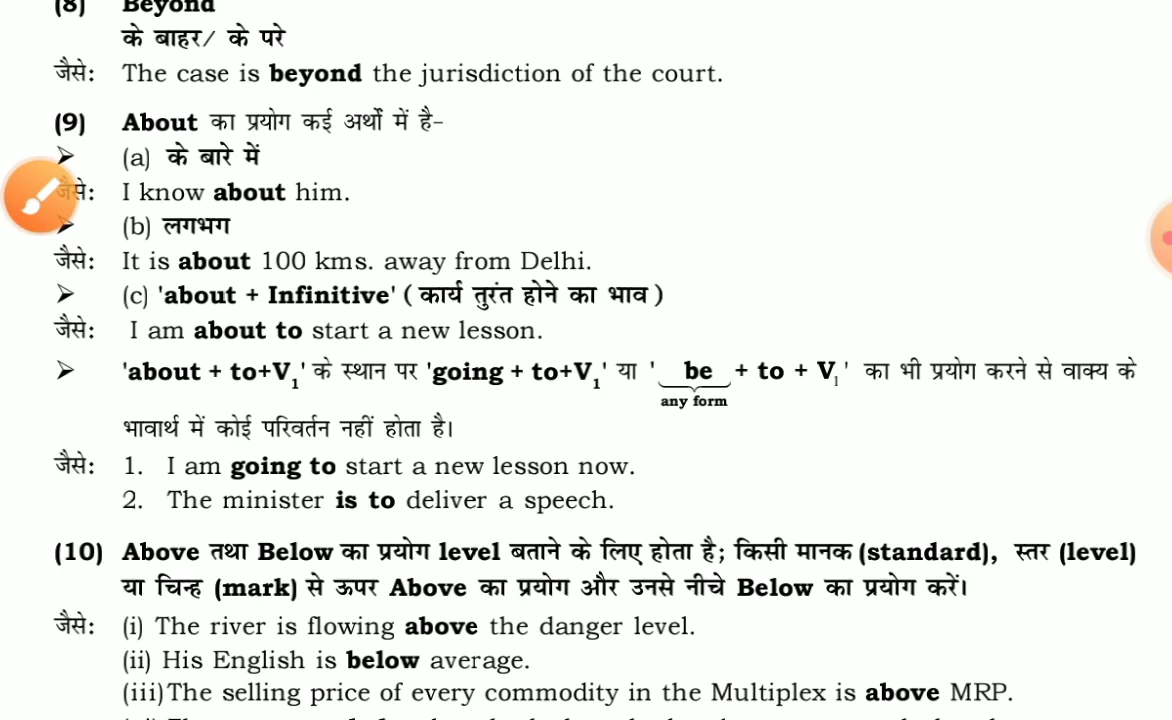 (8) Beyond
के बाहर/ के परे
जैसे: The case is beyond the jurisdiction of the court.
(9) About का प्रयोग कई अर्थों में है-
➢ (a) के बारे में
जैसे: I know about him.
➢ (b) लगभग
जैसे: It is about 100 kms. away from Delhi.
➢ (c) 'about + Infinitive' ( कार्य तुरंत होने का भाव )
जैसे: I am about to start a new lesson.
➢ 'about + to+V₁' के स्थान पर 'going + to+V₁' या ' be + to + V₁' का भी प्रयोग करने से वाक्य के
any form
भावार्थ में कोई परिवर्तन नहीं होता है।
जैसे: 1. I am going to start a new lesson now.
2. The minister is to deliver a speech.
(10) Above तथा Below का प्रयोग level बताने के लिए होता है; किसी मानक (standard), स्तर (level)
या चिन्ह (mark) से ऊपर Above का प्रयोग और उनसे नीचे Below का प्रयोग करें।
जैसे: (i) The river is flowing above the danger level.
(ii) His English is below average.
(iii) The selling price of every commodity in the Multiplex is above MRP.